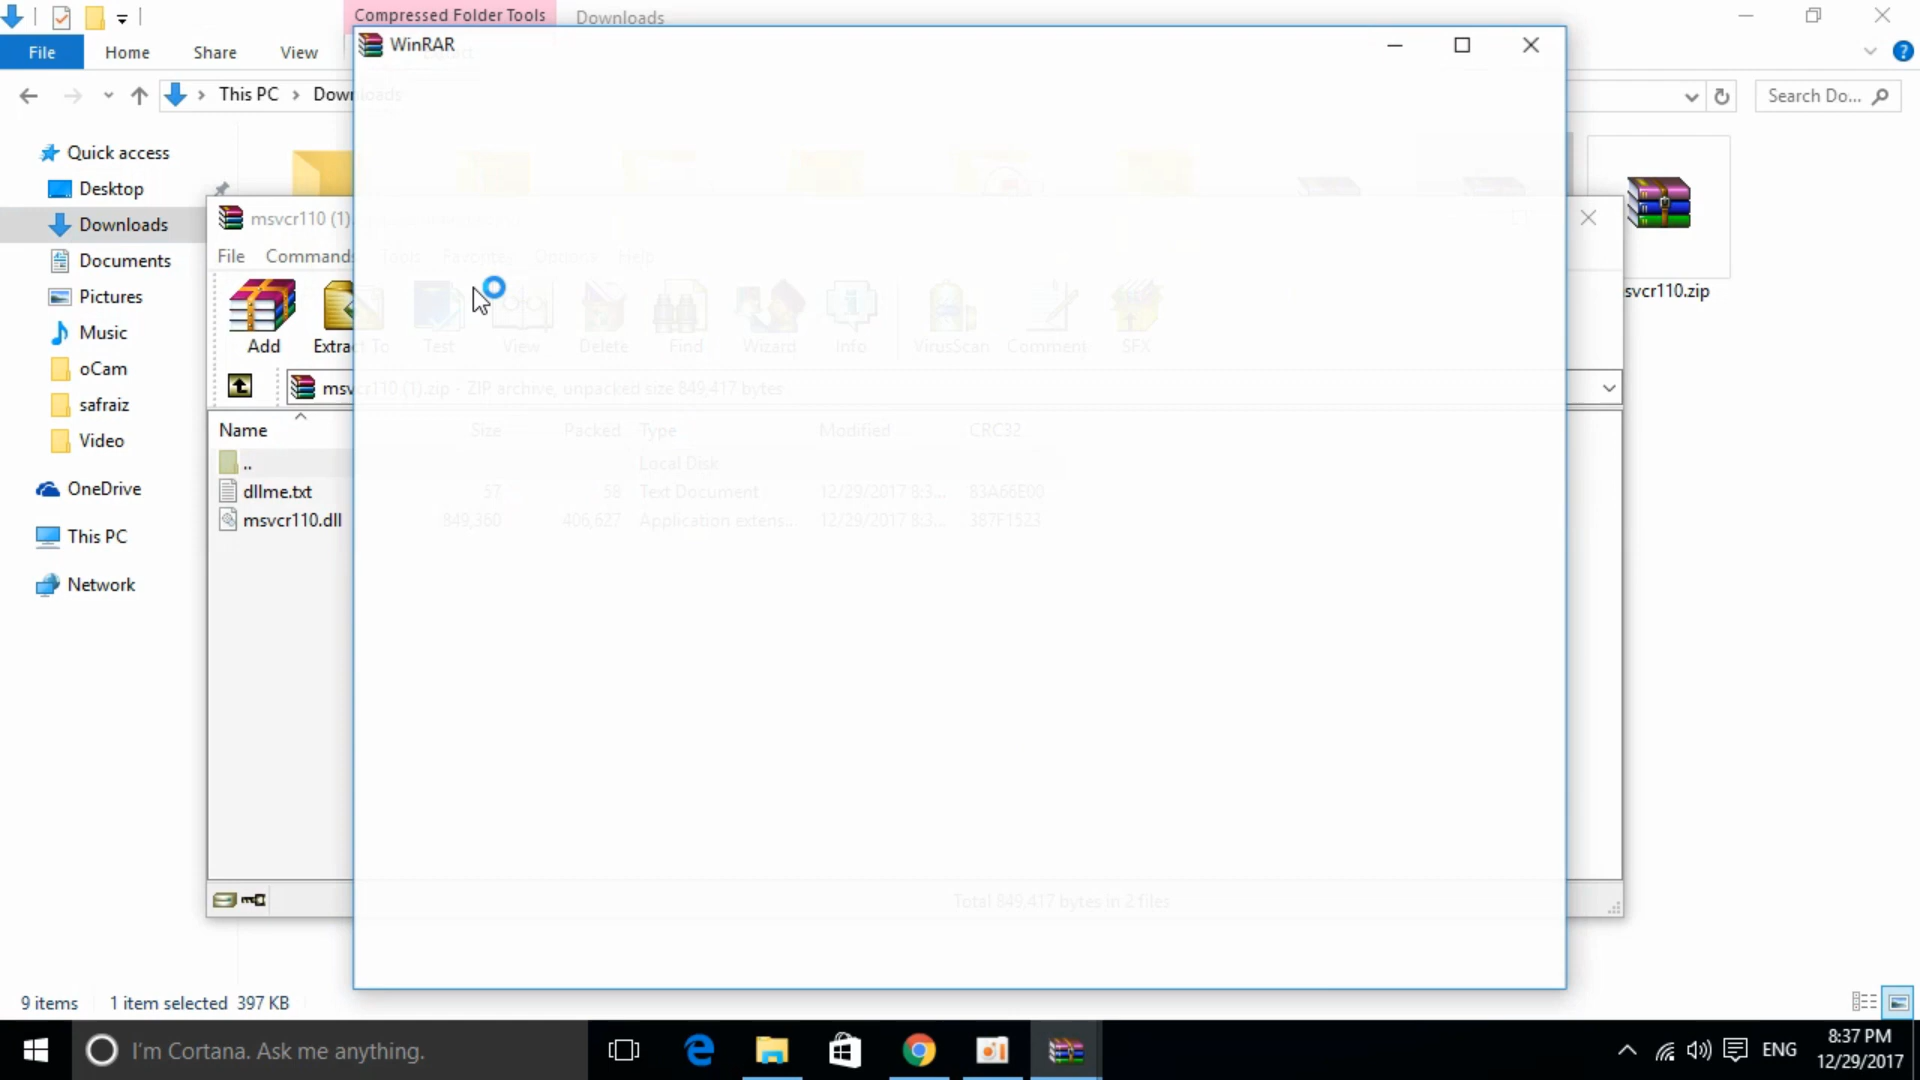 Compressed Folder Tools
Downloads
File
Home
Share
View
WinRAR
This PC
Downloads
Search Do...
Quick access
Desktop
Downloads
Documents
Pictures
Music
oCam
safraiz
Video
OneDrive
This PC
Network
svcr110.zip
msvcr110 (1)
File
Commands
Tools
Favorites
Options
Help
Add
Extract To
Test
View
Delete
Find
Wizard
Info
VirusScan
Comment
SFX
msvcr110 (1).zip - ZIP archive, unpacked size 849,417 bytes
Name Size Packed Type Modified CRC32
.. Local Disk
dllme.txt 57 58 Text Document 12/29/2017 8:3... 83A66E00
msvcr110.dll 849,360 406,627 Application extens... 12/29/2017 8:3... 387F1523
Total 849,417 bytes in 2 files
9 items 1 item selected 397 KB
I'm Cortana. Ask me anything.
ENG
8:37 PM
12/29/2017